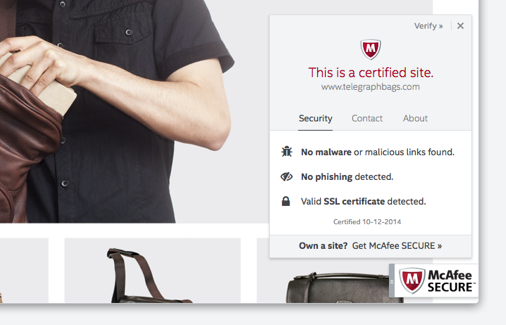 Verify »
M
This is a certified site.
www.telegraphbags.com
Security Contact About
No malware or malicious links found.
No phishing detected.
Valid SSL certificate detected.
Certified 10-12-2014
Own a site? Get McAfee SECURE »
M McAfee
SECURE™